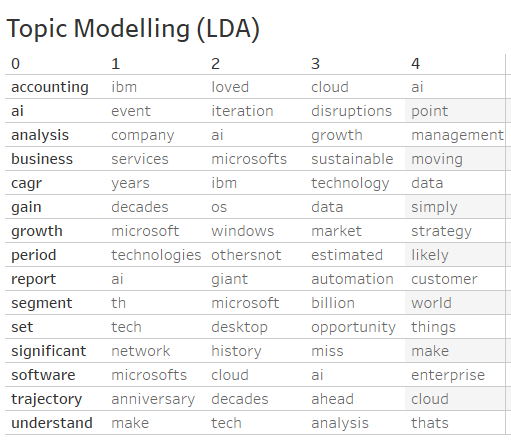 Topic Modelling (LDA)
0 1 2 3 4
accounting ibm loved cloud ai
ai event iteration disruptions point
analysis company ai growth management
business services microsofts sustainable moving
cagr years ibm technology data
gain decades os data simply
growth microsoft windows market strategy
period technologies othersnot estimated likely
report ai giant automation customer
segment th microsoft billion world
set tech desktop opportunity things
significant network history miss make
software microsofts cloud ai enterprise
trajectory anniversary decades ahead cloud
understand make tech analysis thats